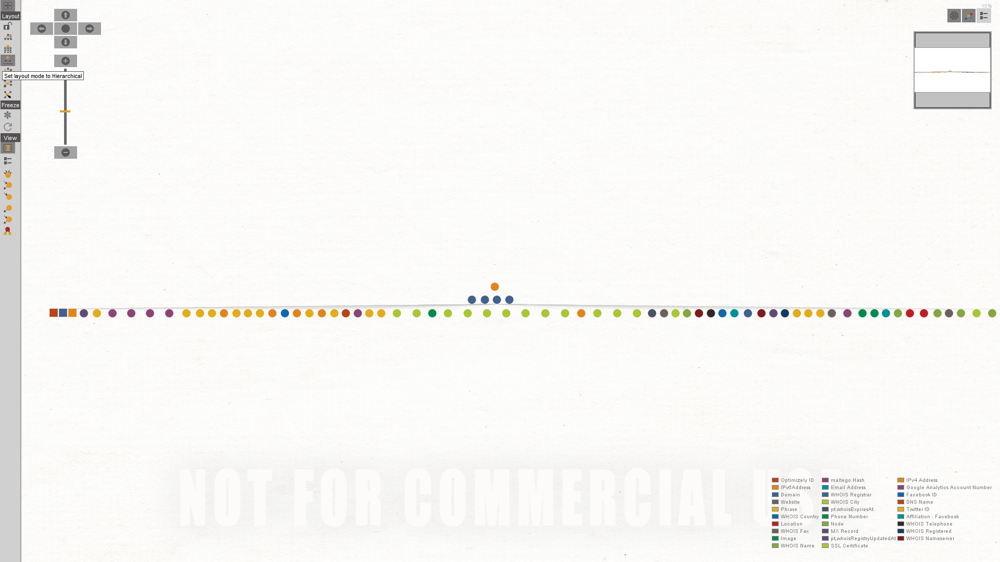 15%
Layout
Set layout mode to Hierarchical
Freeze
View
NOT FOR COMMERCIAL USE
Optimizely ID
IPv6Address
Domain
Website
Phrase
WHOIS Country
Location
WHOIS Fax
Image
WHOIS Name
maltego.Hash
Email Address
WHOIS Registrar
WHOIS City
pt.whoisExpiresAt
Phone Number
Node
MX Record
pt.whoisRegistryUpdatedAt
SSL Certificate
IPv4 Address
Google Analytics Account Number
Facebook ID
DNS Name
Twitter ID
Affiliation - Facebook
WHOIS Telephone
WHOIS Registered
WHOIS Nameserver